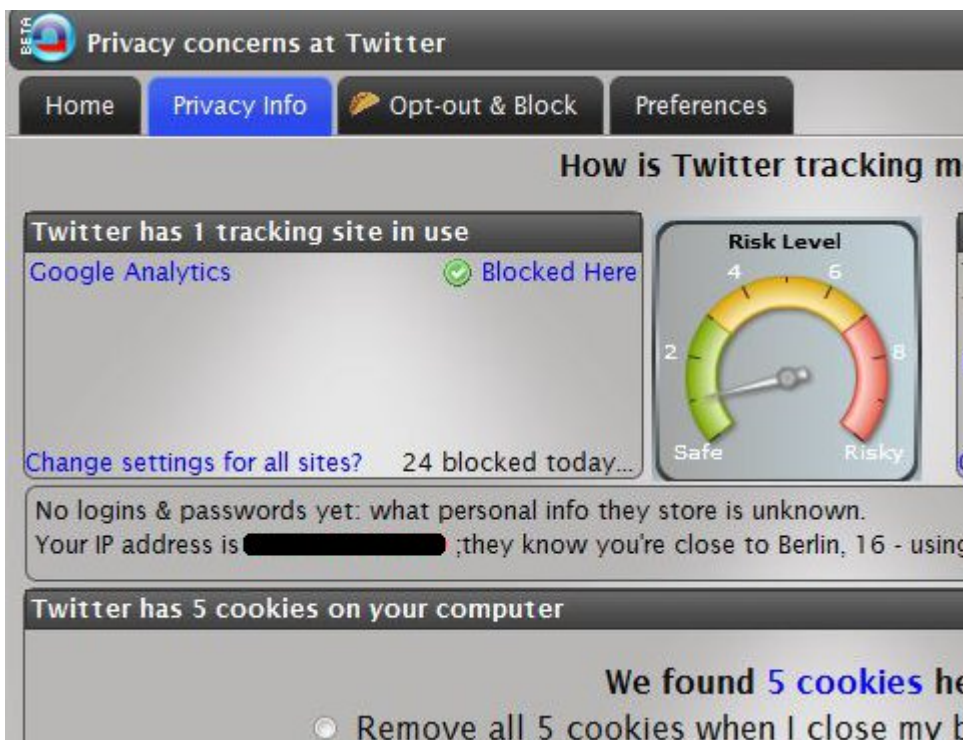 BETA
Privacy concerns at Twitter
Home Privacy Info Opt-out & Block Preferences
How is Twitter tracking m
Twitter has 1 tracking site in use
Google Analytics Blocked Here
Change settings for all sites? 24 blocked today...
Risk Level
4 6
2 8
Safe Risky
No logins & passwords yet: what personal info they store is unknown.
Your IP address is ;they know you're close to Berlin, 16 - using
Twitter has 5 cookies on your computer
We found 5 cookies he
Remove all 5 cookies when I close my b